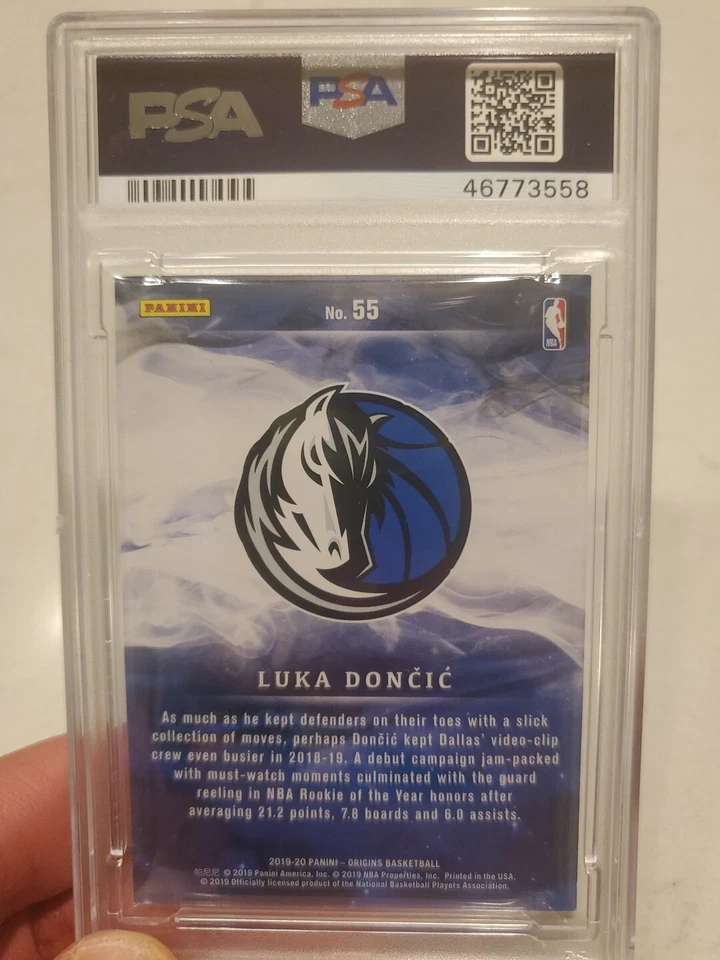 PSA
PSA
46773558
PANINI
No. 55
NBA
LUKA DONČIĆ
As much as he kept defenders on their toes with a slick
collection of moves, perhaps Dončić kept Dallas' video-clip
crew even busier in 2018-19. A debut campaign jam-packed
with must-watch moments culminated with the guard
reeling in NBA Rookie of the Year honors after
averaging 21.2 points, 7.8 boards and 6.0 assists.
2019-20 PANINI – ORIGINS BASKETBALL
帕尼尼 © 2019 Panini America, Inc. © 2019 NBA Properties, Inc. Printed in the USA.
© 2019 Officially licensed product of the National Basketball Players Association.